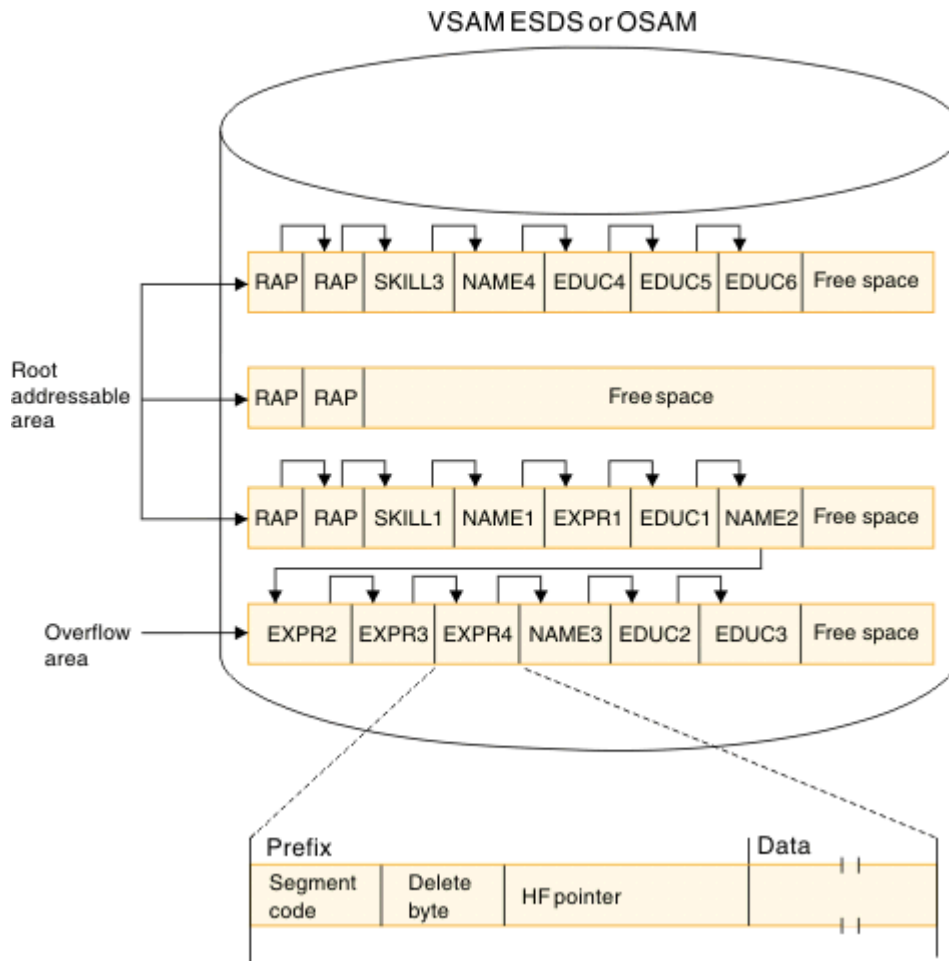 VSAM ESDS or OSAM
RAP RAP SKILL3 NAME4 EDUC4 EDUC5 EDUC6 Free space
Root
addressable
area
RAP RAP Free space
RAP RAP SKILL1 NAME1 EXPR1 EDUC1 NAME2 Free space
Overflow
area
EXPR2 EXPR3 EXPR4 NAME3 EDUC2 EDUC3 Free space
Prefix Data
Segment
code
Delete
byte
HF pointer